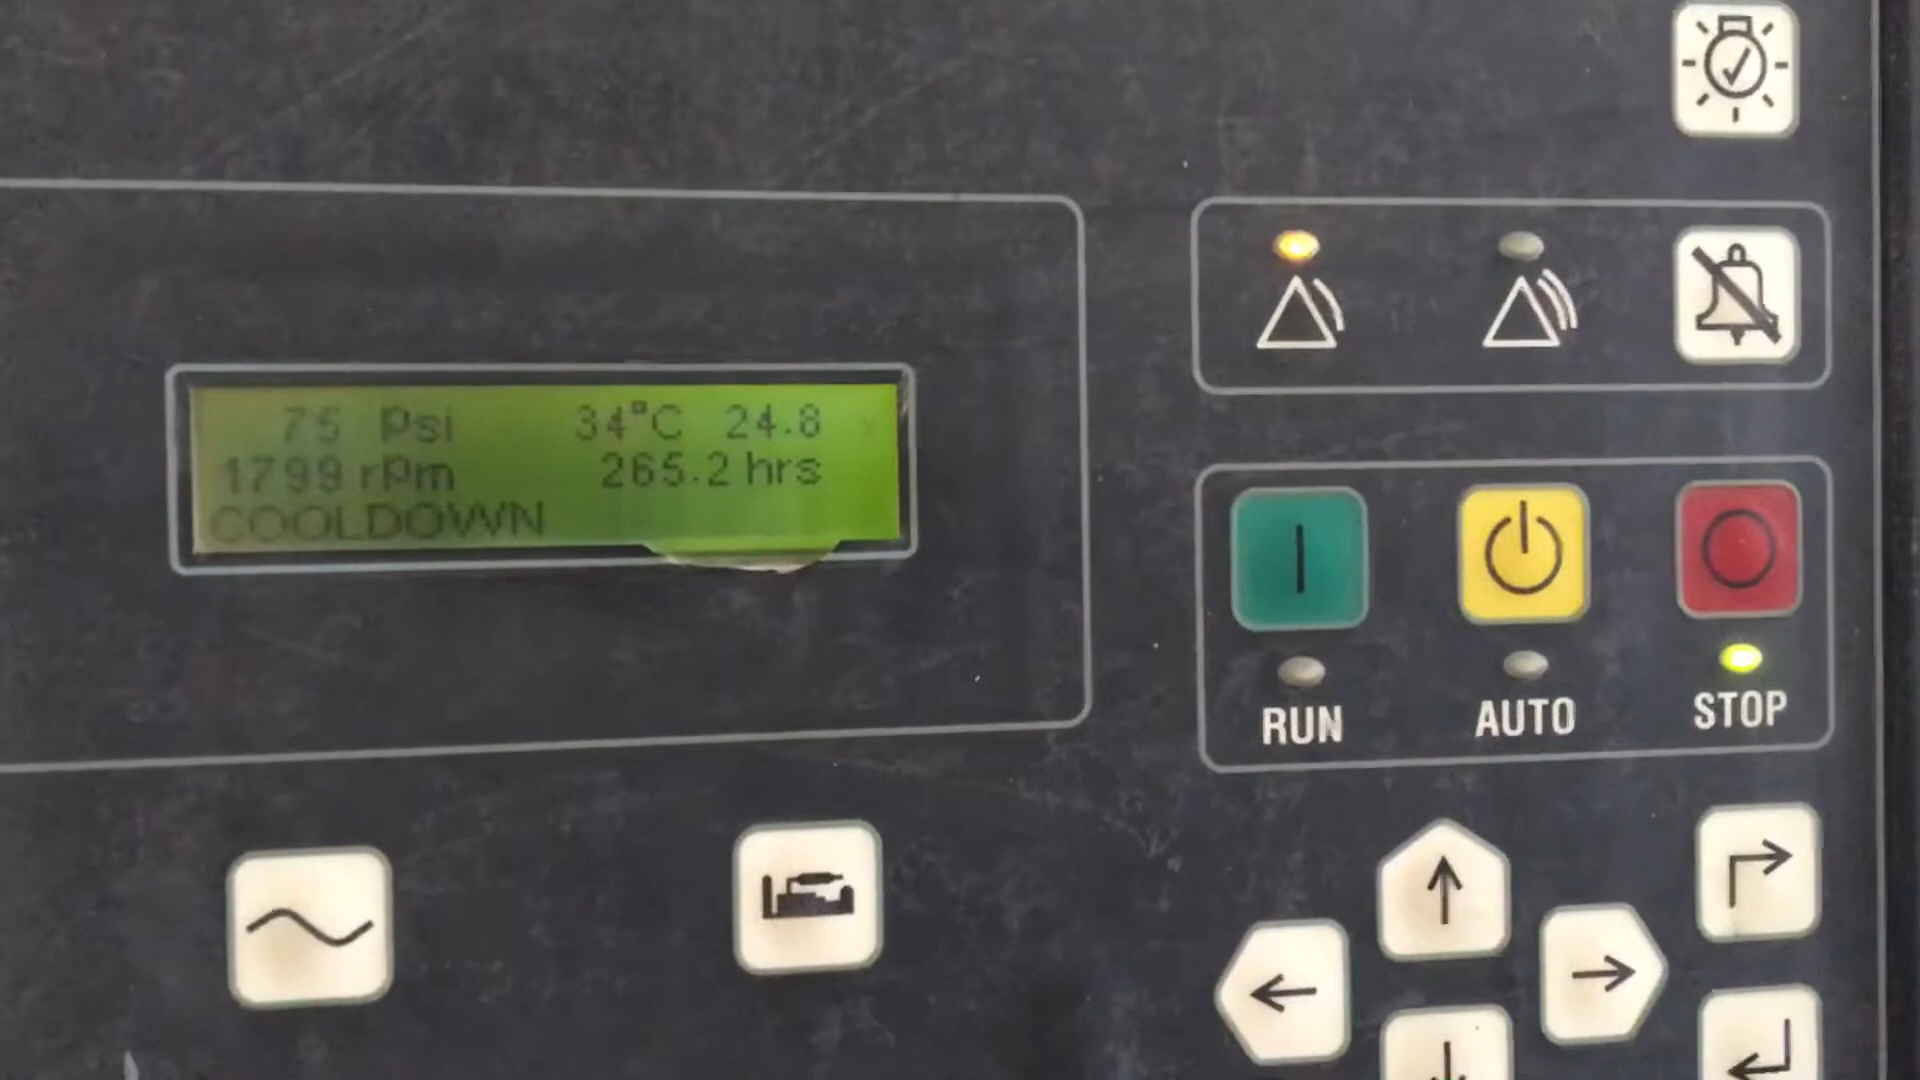 75 psi 34°C 24.8 V
1799 rpm 265.2 hrs
COOLDOWN
RUN AUTO STOP